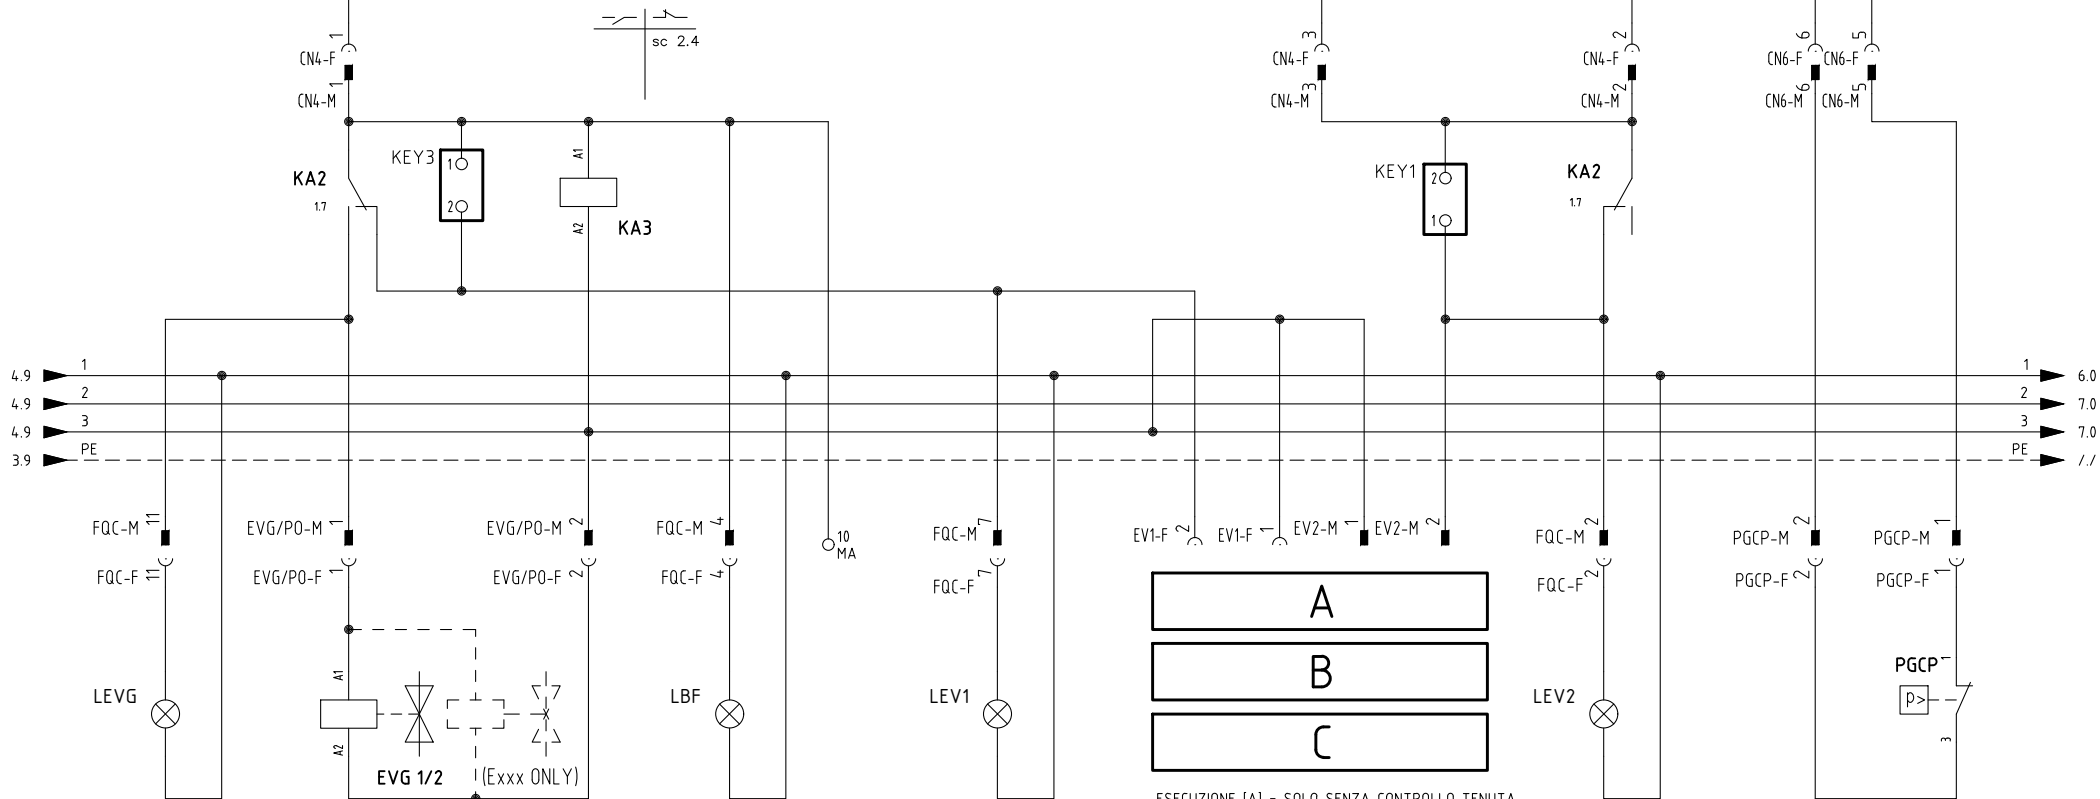 sc 2.4
1 3 2 6 5
CN4-F CN4-F CN4-F CN6-F CN6-F
1 3 2 6 5
CN4-M CN4-M CN4-M CN6-M CN6-M
KEY3 1 A1
KEY1 2 KA2
KA2
1.7 2 1 1.7
A2 KA3
4.9 1 1 6.0
4.9 2 2 7.0
4.9 3 3 7.0
3.9 PE PE /./
FQC-M 11 EVG/PO-M 1 EVG/PO-M 2 FQC-M 4 10 FQC-M 7 EV1-F 2 EV1-F 1 EV2-M 1 EV2-M 2 FQC-M 2 PGCP-M 2 PGCP-M 1
MA
FQC-F 11 EVG/PO-F 1 EVG/PO-F 2 FQC-F 4 FQC-F 7 FQC-F 2 PGCP-F 2 PGCP-F 1
A
B
C
A1 PGCP 1
LEVG LBF LEV1 LEV2 p>
A2 3
EVG 1/2 (Exxx ONLY)
ESECUZIONE [A] - SOLO SENZA CONTROLLO TENUTA